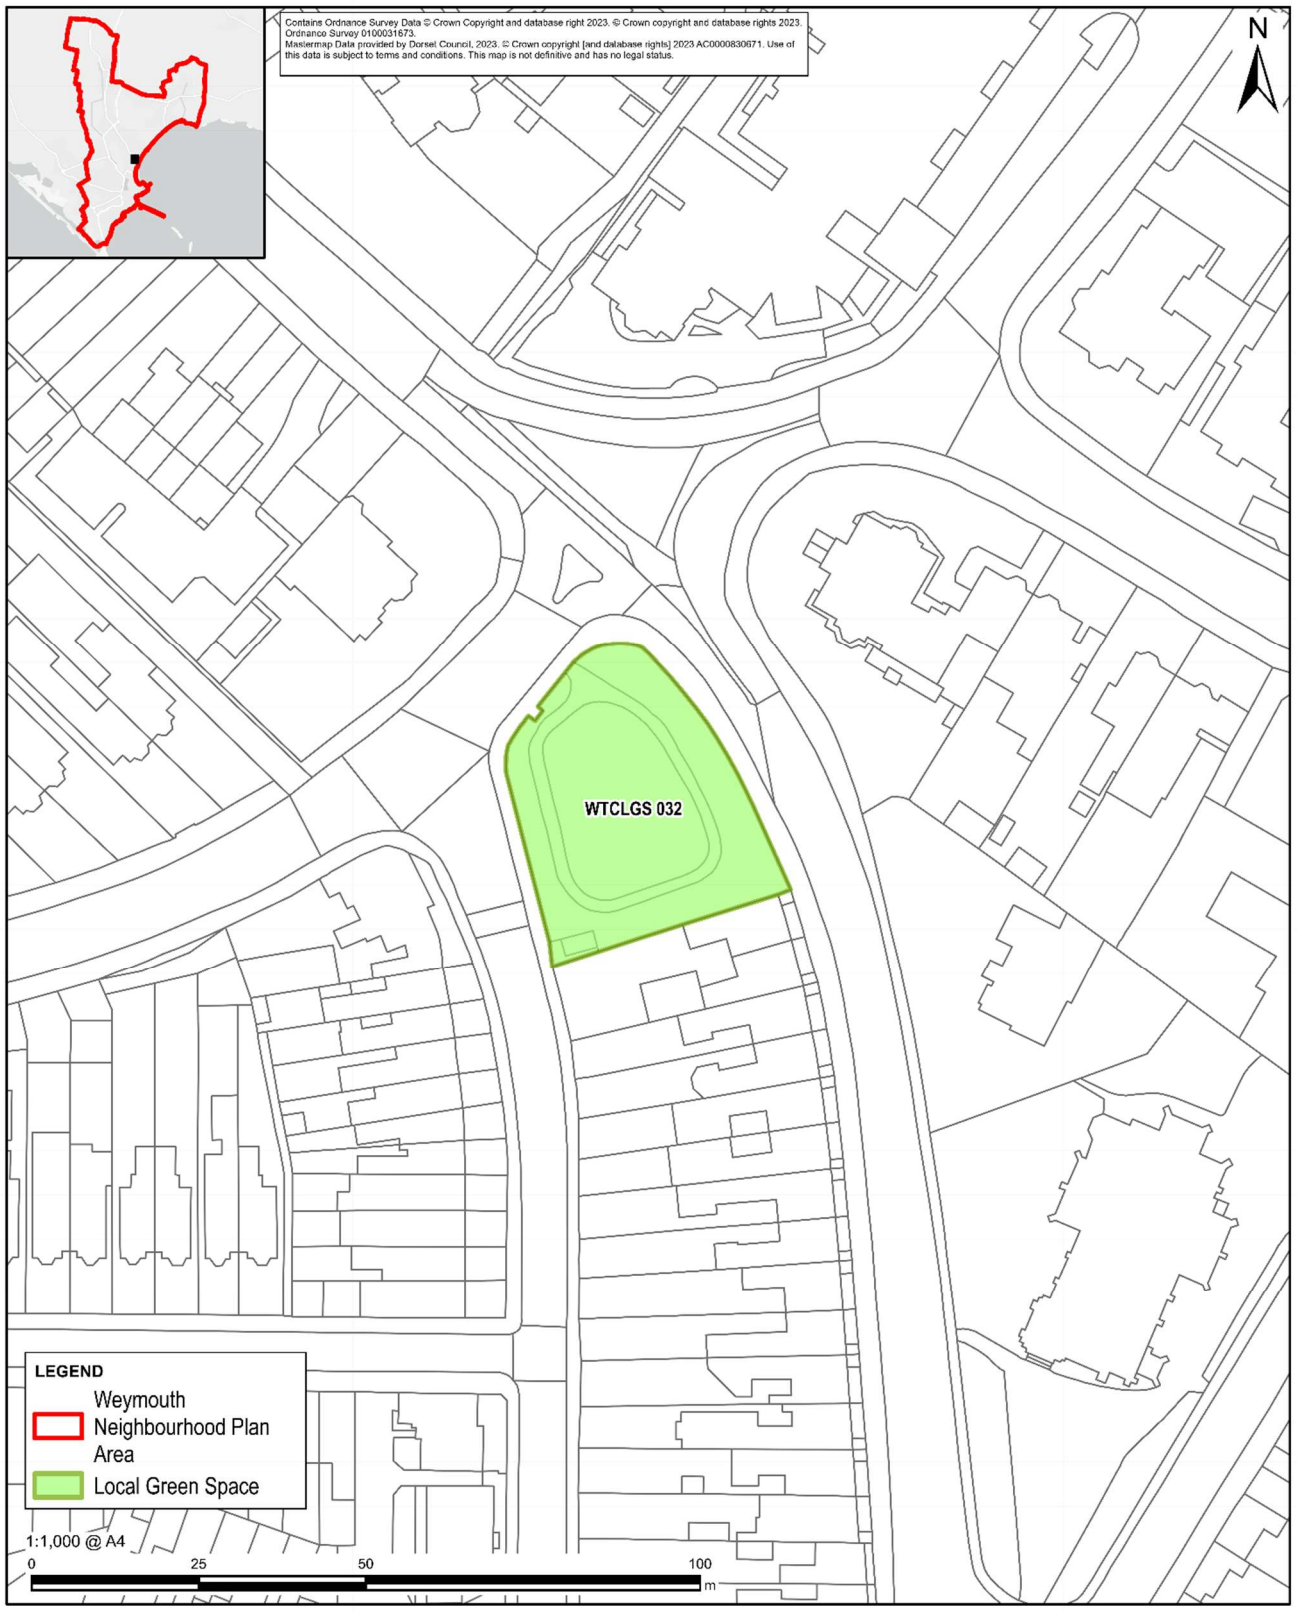 Contains Ordnance Survey Data © Crown Copyright and database right 2023. © Crown copyright and database rights 2023.
Ordnance Survey 0100031673.
Mastermap Data provided by Dorset Council, 2023. © Crown copyright [and database rights] 2023 AC0000830671. Use of
this data is subject to terms and conditions. This map is not definitive and has no legal status.
N
WTCLGS 032
LEGEND
Weymouth
Neighbourhood Plan
Area
Local Green Space
1:1,000 @ A4
0 25 50 100
m